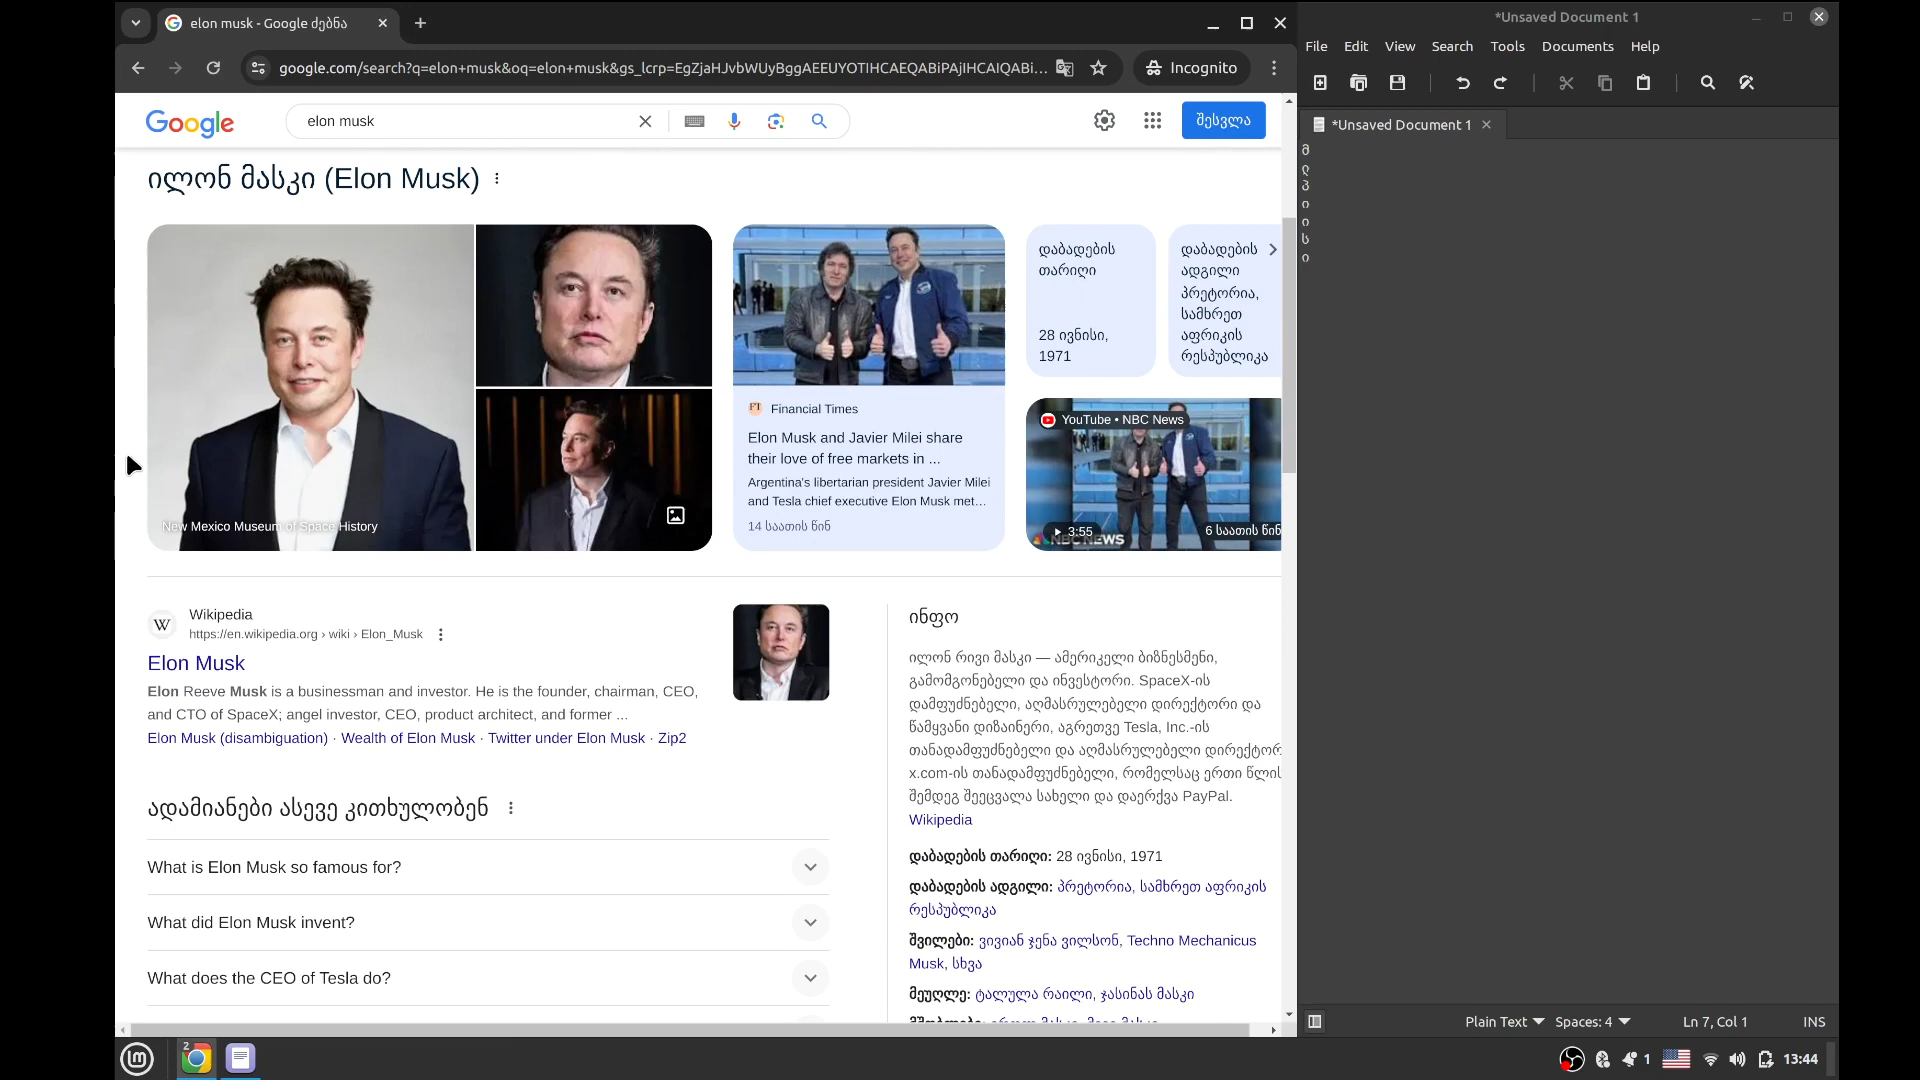 elon musk - Google ძებნა
google.com/search?q=elon+musk&oq=elon+musk&gs_lcrp=EgZjaHJvbWUyBggAEEUYOTIHCAEQABiPAjIHCAIQABi...
Incognito
Google
elon musk
შესვლა
ილონ მასკი (Elon Musk)
New Mexico Museum of Space History
Financial Times
Elon Musk and Javier Milei share
their love of free markets in ...
Argentina's libertarian president Javier Milei
and Tesla chief executive Elon Musk met...
14 საათის წინ
დაბადების
თარიღი
28 ივნისი,
1971
დაბადების
ადგილი
პრეტორია,
სამხრეთ
აფრიკის
რესპუბლიკა
YouTube • NBC News
3:55
6 საათის წინ
NBC NEWS
W
Wikipedia
https://en.wikipedia.org › wiki › Elon_Musk
Elon Musk
Elon Reeve Musk is a businessman and investor. He is the founder, chairman, CEO,
and CTO of SpaceX; angel investor, CEO, product architect, and former ...
Elon Musk (disambiguation) · Wealth of Elon Musk · Twitter under Elon Musk · Zip2
ადამიანები ასევე კითხულობენ
What is Elon Musk so famous for?
What did Elon Musk invent?
What does the CEO of Tesla do?
ინფო
ილონ რივი მასკი — ამერიკელი ბიზნესმენი,
გამომგონებელი და ინვესტორი. SpaceX-ის
დამფუძნებელი, აღმასრულებელი დირექტორი და
წამყვანი დიზაინერი, აგრეთვე Tesla, Inc.-ის
თანადამფუძნებელი და აღმასრულებელი დირექტორ
x.com-ის თანადამფუძნებელი, რომელსაც ერთი წლის
შემდეგ შეეცვალა სახელი და დაერქვა PayPal.
Wikipedia
დაბადების თარიღი: 28 ივნისი, 1971
დაბადების ადგილი: პრეტორია, სამხრეთ აფრიკის
რესპუბლიკა
შვილები: ვივიან ჯენა ვილსონ, Techno Mechanicus
Musk, სხვა
მეუღლე: ტალულა რაილი, ჯასტინას მასკი
*Unsaved Document 1
File Edit View Search Tools Documents Help
*Unsaved Document 1
მ
ლ
პ
ი
ი
ს
ი
Plain Text Spaces: 4 Ln 7, Col 1 INS
2
1
13:44